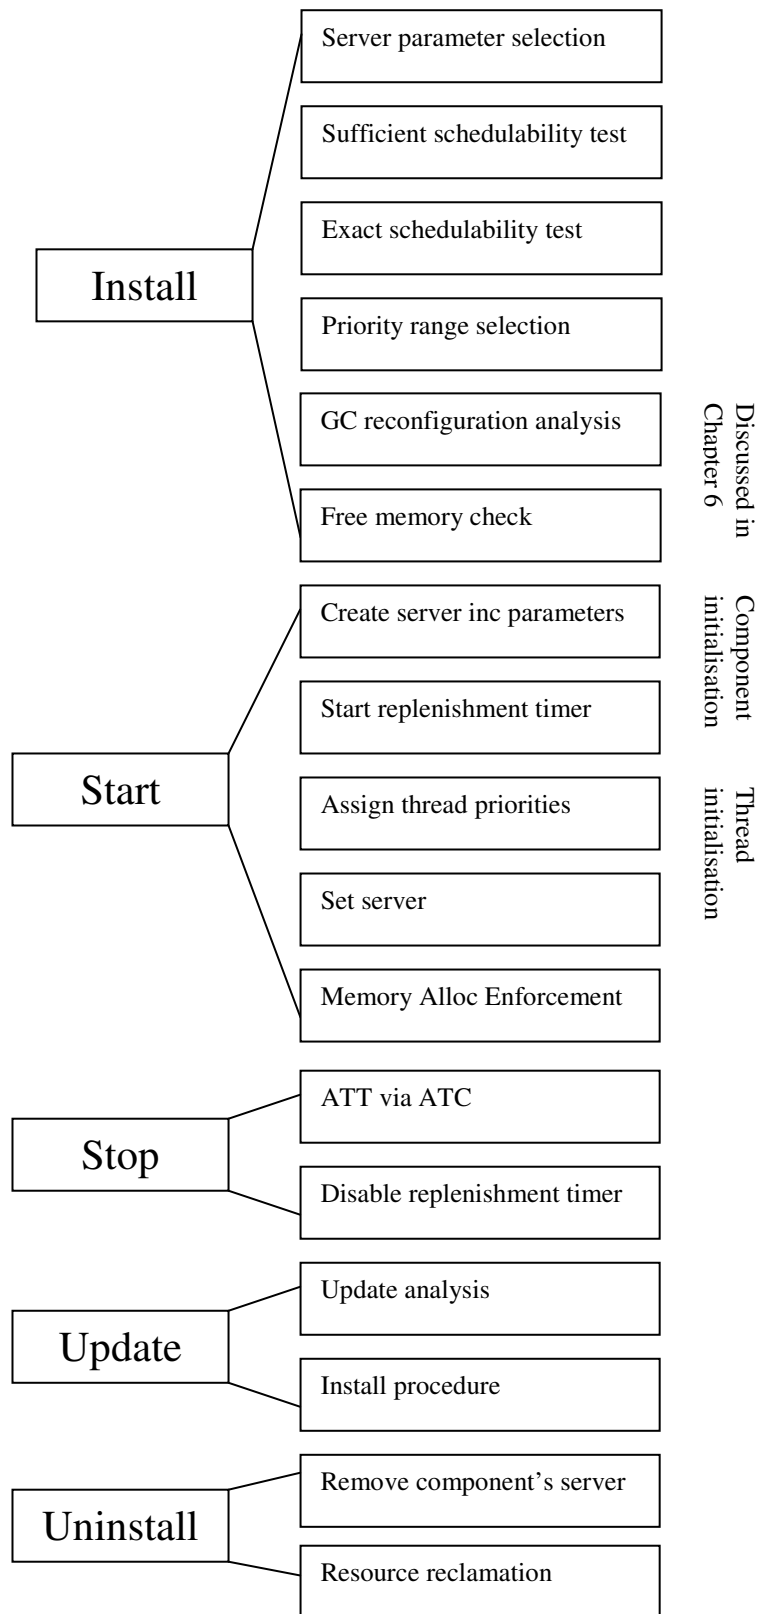 Server parameter selection
Sufficient schedulability test
Exact schedulability test
Install
Priority range selection
GC reconfiguration analysis
Free memory check
Discussed in
Chapter 6
Create server inc parameters
Component
initialisation
Start replenishment timer
Start
Assign thread priorities
Thread
initialisation
Set server
Memory Alloc Enforcement
ATT via ATC
Stop
Disable replenishment timer
Update analysis
Update
Install procedure
Remove component's server
Uninstall
Resource reclamation